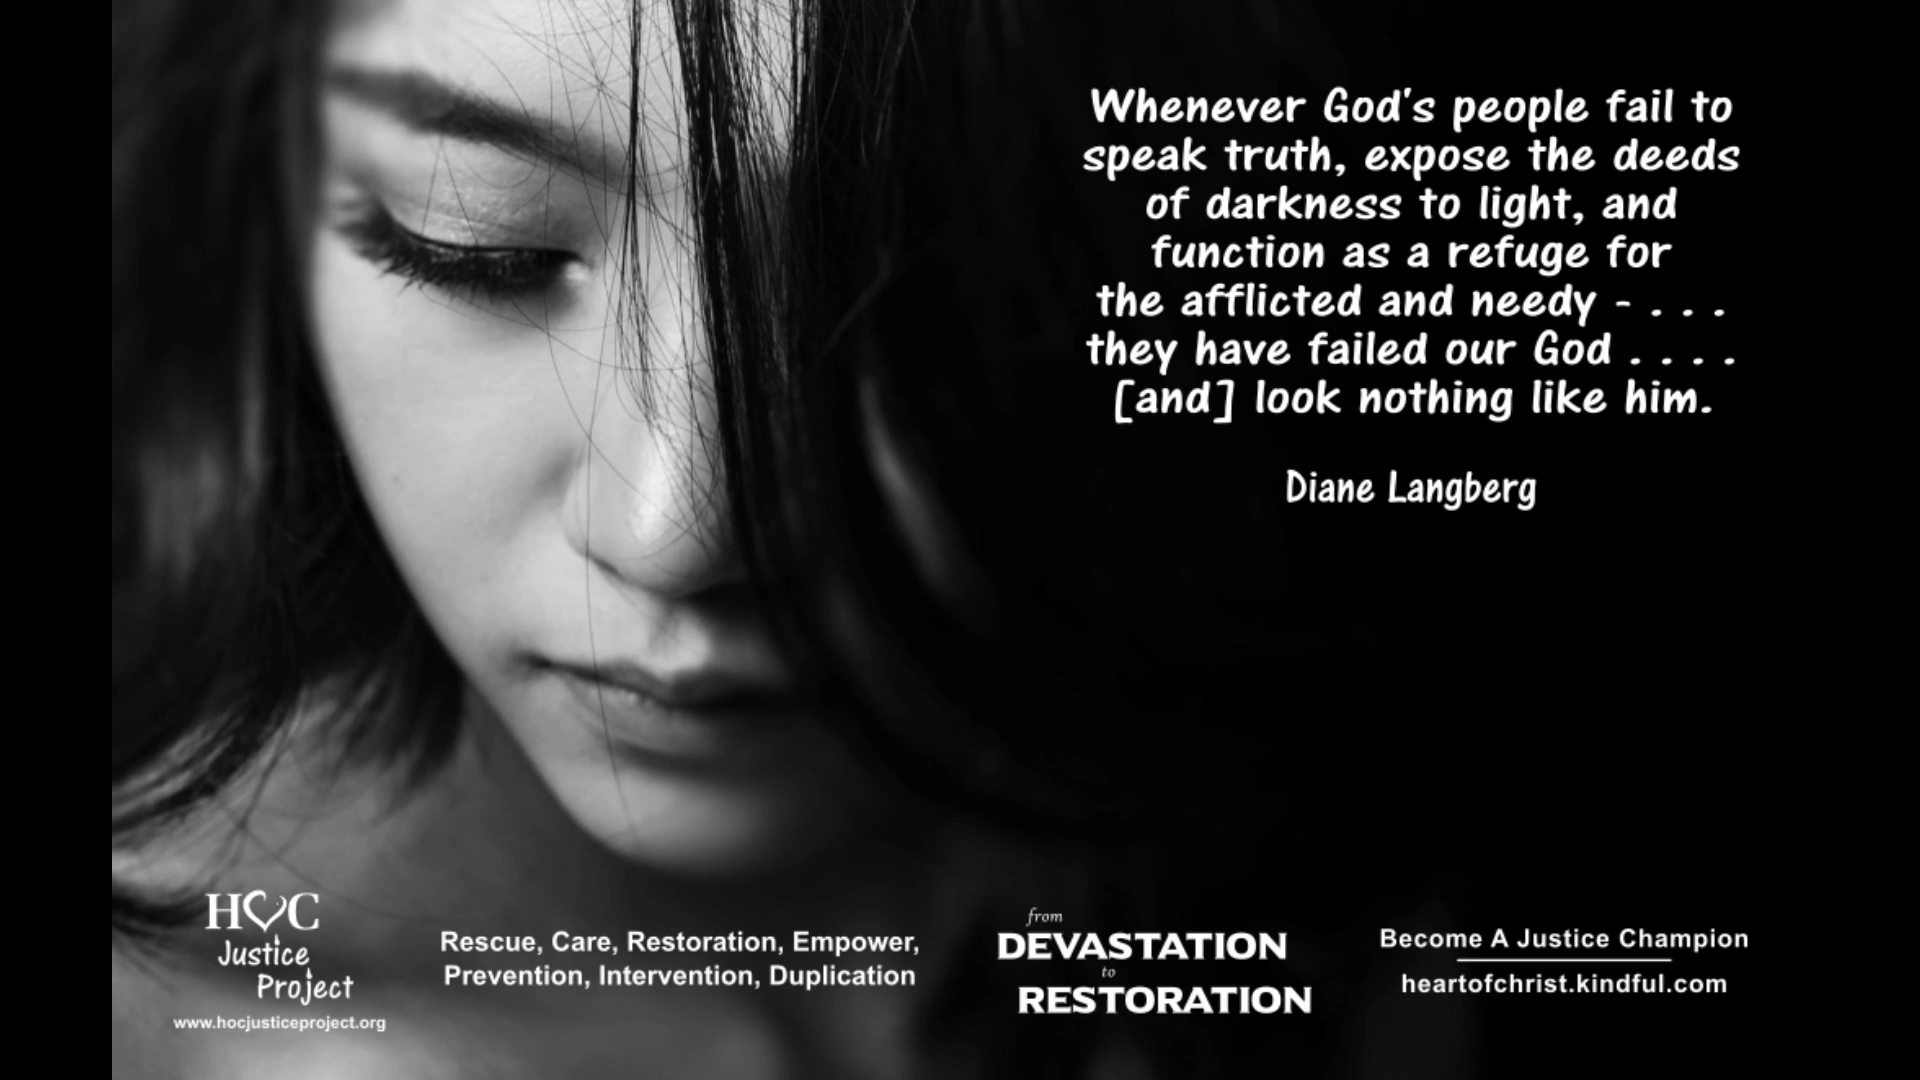 Whenever God's people fail to
speak truth, expose the deeds
of darkness to light, and
function as a refuge for
the afflicted and needy - . . .
they have failed our God . . . .
[and] look nothing like him.
Diane Langberg
HOC
Justice
Project
www.hocjusticeproject.org
Rescue, Care, Restoration, Empower,
Prevention, Intervention, Duplication
from
DEVASTATION
to
RESTORATION
Become A Justice Champion
heartofchrist.kindful.com